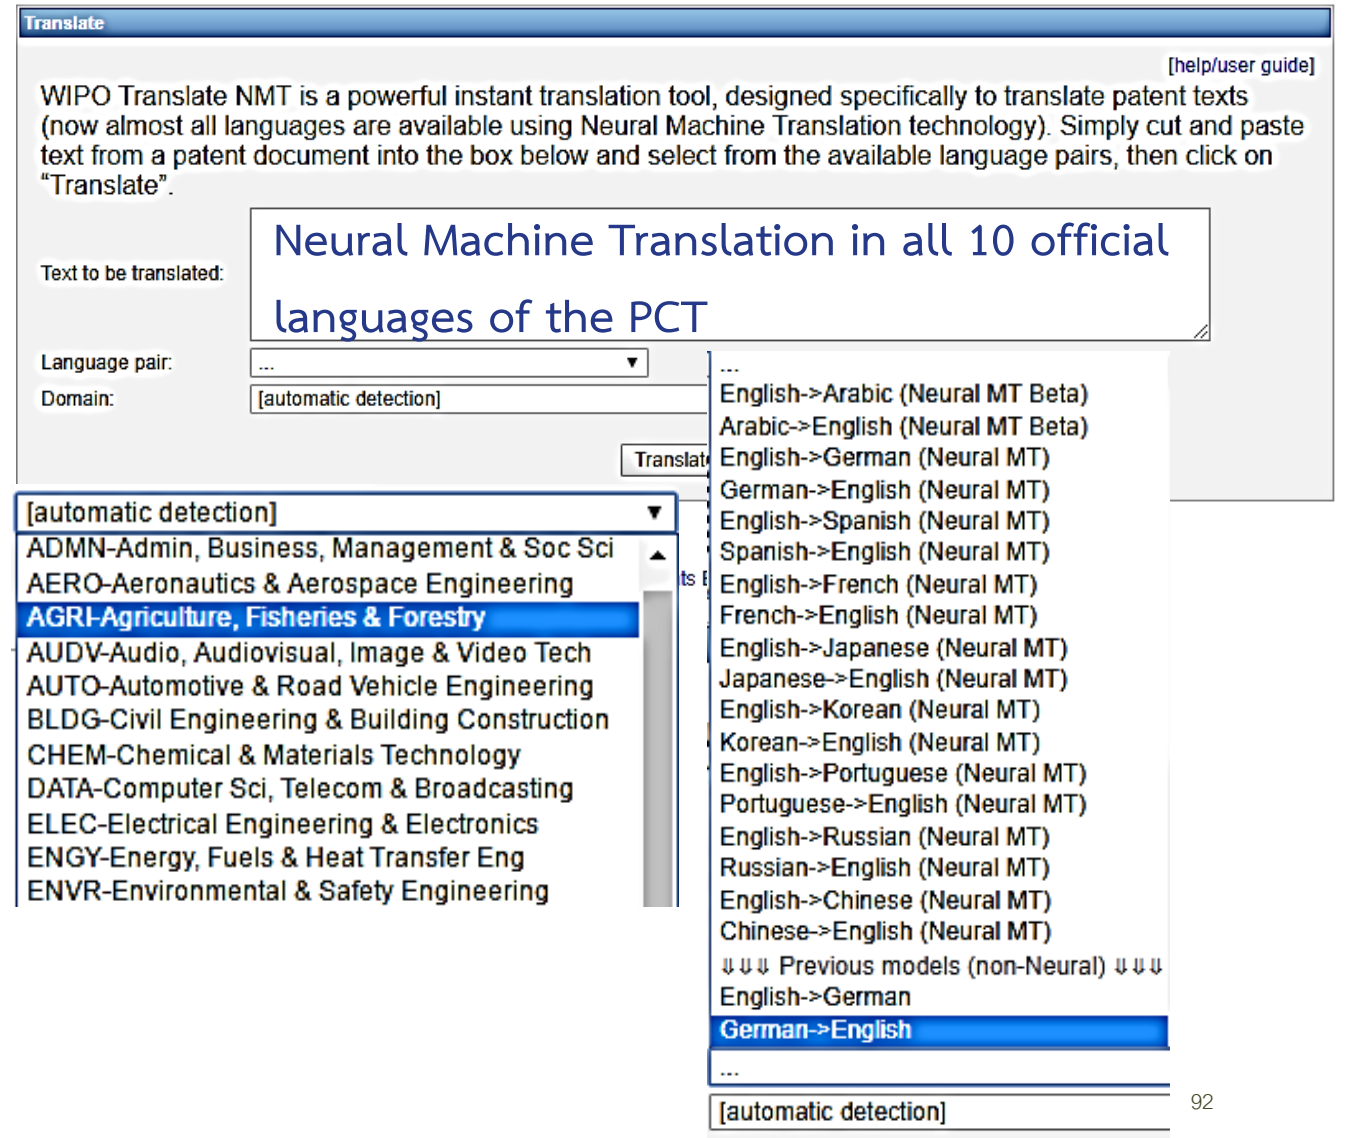 Translate
[help/user guide]
WIPO Translate NMT is a powerful instant translation tool, designed specifically to translate patent texts
(now almost all languages are available using Neural Machine Translation technology). Simply cut and paste
text from a patent document into the box below and select from the available language pairs, then click on
“Translate”.
Text to be translated:
Neural Machine Translation in all 10 official
languages of the PCT
Language pair:
...
Domain:
[automatic detection]
Translat
[automatic detection]
ADMN-Admin, Business, Management & Soc Sci
AERO-Aeronautics & Aerospace Engineering
AGRI-Agriculture, Fisheries & Forestry
AUDV-Audio, Audiovisual, Image & Video Tech
AUTO-Automotive & Road Vehicle Engineering
BLDG-Civil Engineering & Building Construction
CHEM-Chemical & Materials Technology
DATA-Computer Sci, Telecom & Broadcasting
ELEC-Electrical Engineering & Electronics
ENGY-Energy, Fuels & Heat Transfer Eng
ENVR-Environmental & Safety Engineering
...
English->Arabic (Neural MT Beta)
Arabic->English (Neural MT Beta)
English->German (Neural MT)
German->English (Neural MT)
English->Spanish (Neural MT)
Spanish->English (Neural MT)
English->French (Neural MT)
French->English (Neural MT)
English->Japanese (Neural MT)
Japanese->English (Neural MT)
English->Korean (Neural MT)
Korean->English (Neural MT)
English->Portuguese (Neural MT)
Portuguese->English (Neural MT)
English->Russian (Neural MT)
Russian->English (Neural MT)
English->Chinese (Neural MT)
Chinese->English (Neural MT)
⇓⇓⇓ Previous models (non-Neural) ⇓⇓⇓
English->German
German->English
...
[automatic detection]
92